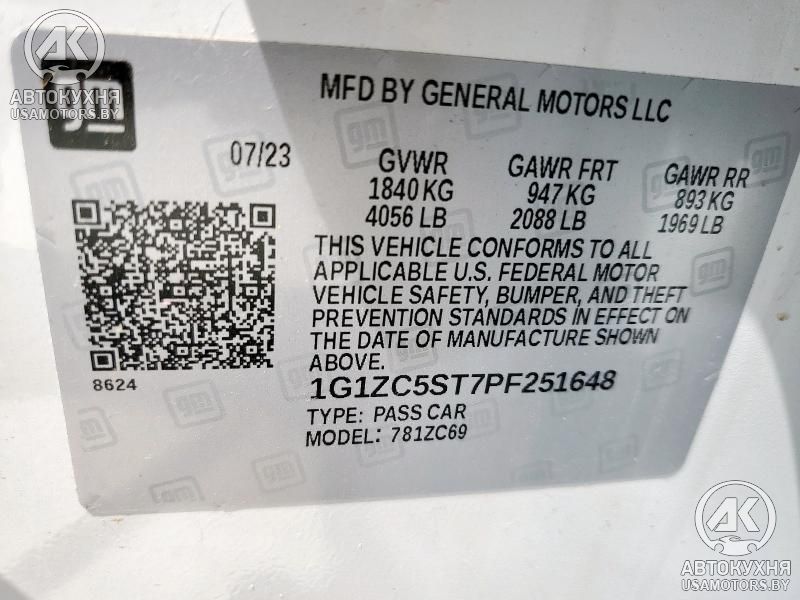 AK
АВТОКУХНЯ
USAMOTORS.BY
gm
MFD BY GENERAL MOTORS LLC
07/23
GVWR
1840 KG
4056 LB
GAWR FRT
947 KG
2088 LB
GAWR RR
893 KG
1969 LB
THIS VEHICLE CONFORMS TO ALL
APPLICABLE U.S. FEDERAL MOTOR
VEHICLE SAFETY, BUMPER, AND THEFT
PREVENTION STANDARDS IN EFFECT ON
THE DATE OF MANUFACTURE SHOWN
ABOVE.
8624
1G1ZC5ST7PF251648
TYPE: PASS CAR
MODEL: 781ZC69
AK
АВТОКУХНЯ
USAMOTORS.BY